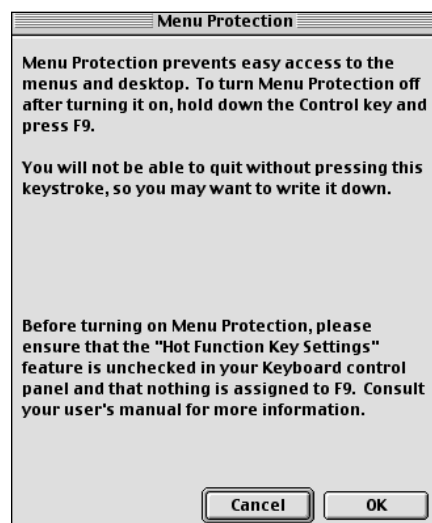 Menu Protection
Menu Protection prevents easy access to the
menus and desktop. To turn Menu Protection off
after turning it on, hold down the Control key and
press F9.
You will not be able to quit without pressing this
keystroke, so you may want to write it down.
Before turning on Menu Protection, please
ensure that the "Hot Function Key Settings"
feature is unchecked in your Keyboard control
panel and that nothing is assigned to F9. Consult
your user's manual for more information.
Cancel OK